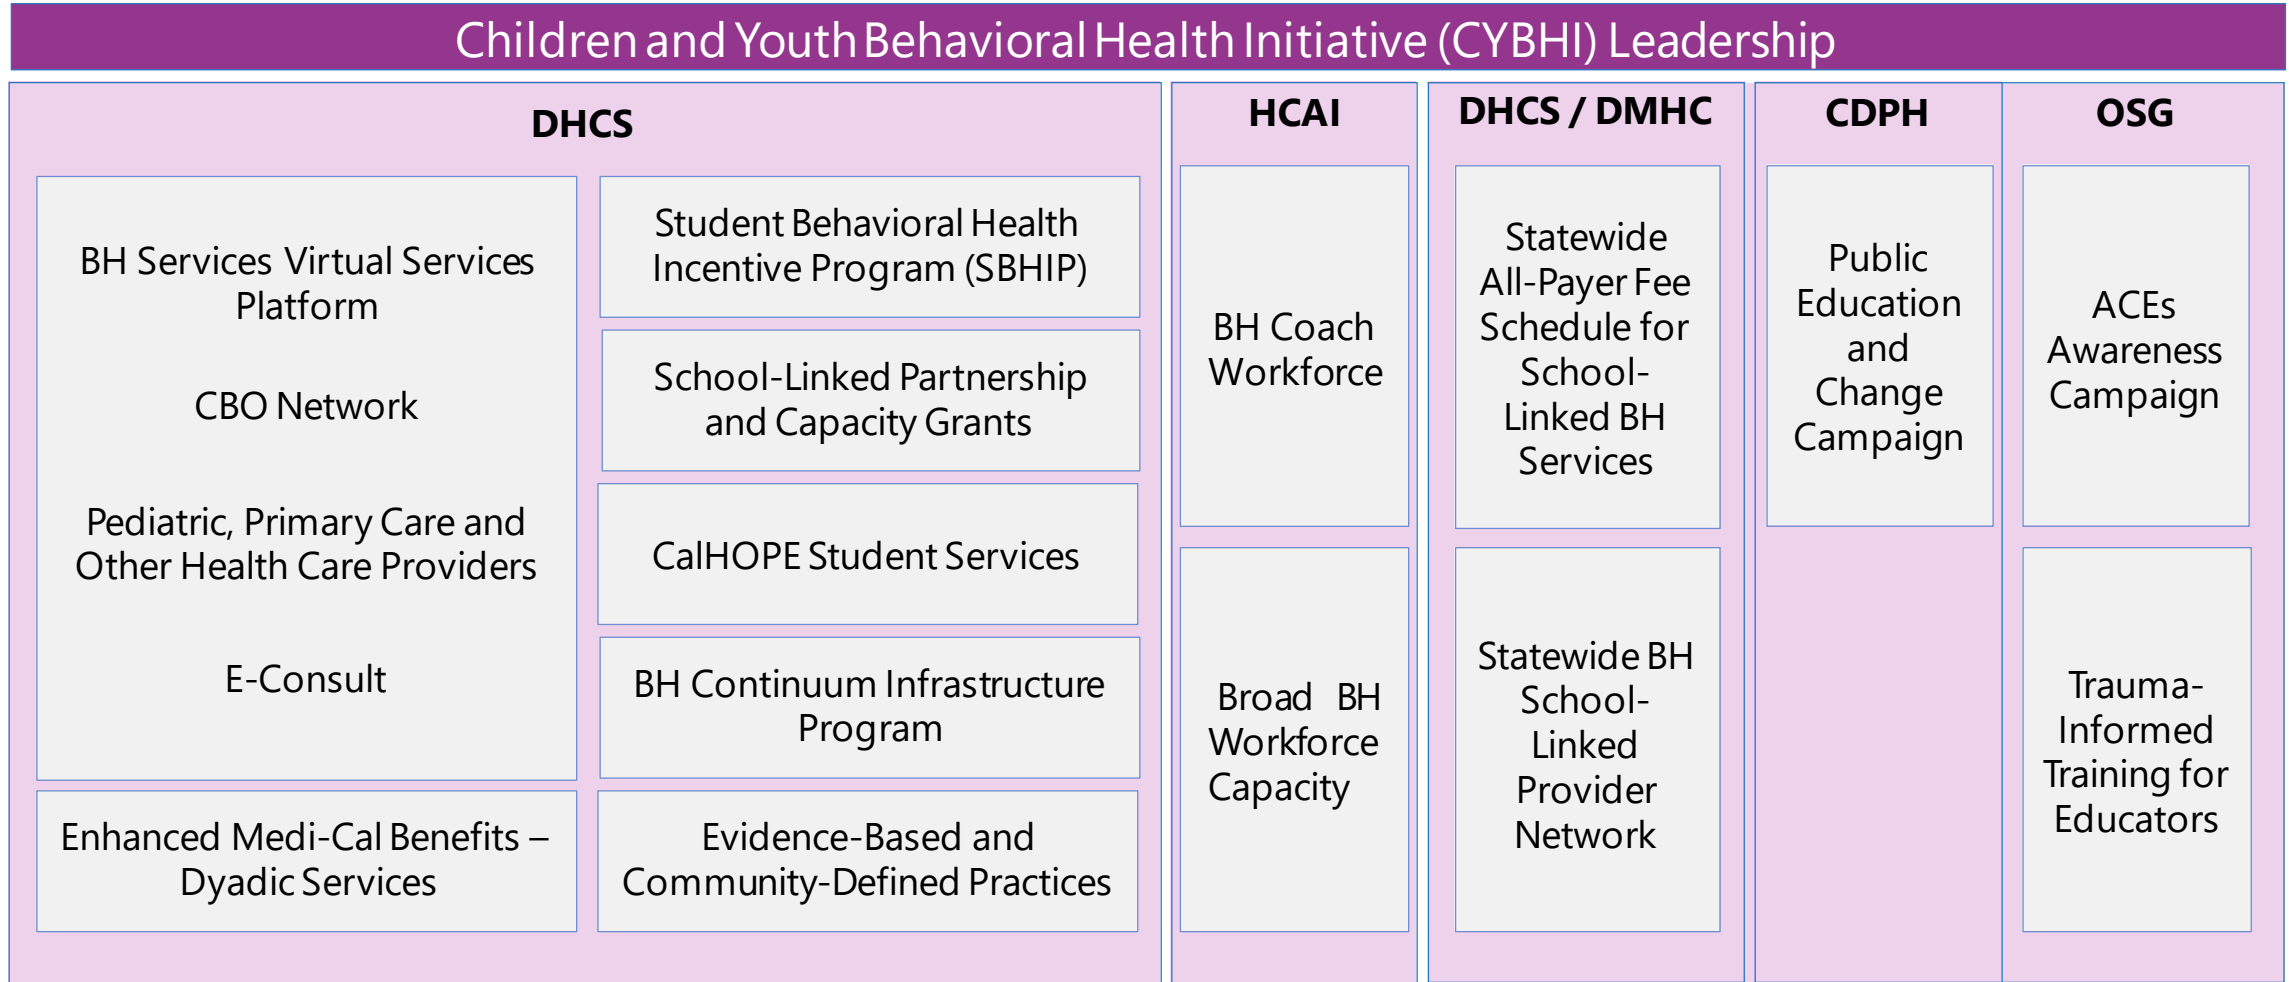 Children and Youth Behavioral Health Initiative (CYBHI) Leadership
DHCS
BH Services Virtual Services
Platform
CBO Network
Pediatric, Primary Care and
Other Health Care Providers
E-Consult
Enhanced Medi-Cal Benefits –
Dyadic Services
Student Behavioral Health
Incentive Program (SBHIP)
School-Linked Partnership
and Capacity Grants
CalHOPE Student Services
BH Continuum Infrastructure
Program
Evidence-Based and
Community-Defined Practices
HCAI
BH Coach
Workforce
Broad BH
Workforce
Capacity
DHCS / DMHC
Statewide
All-Payer Fee
Schedule for
School-
Linked BH
Services
Statewide BH
School-
Linked
Provider
Network
CDPH
Public
Education
and
Change
Campaign
OSG
ACEs
Awareness
Campaign
Trauma-
Informed
Training for
Educators